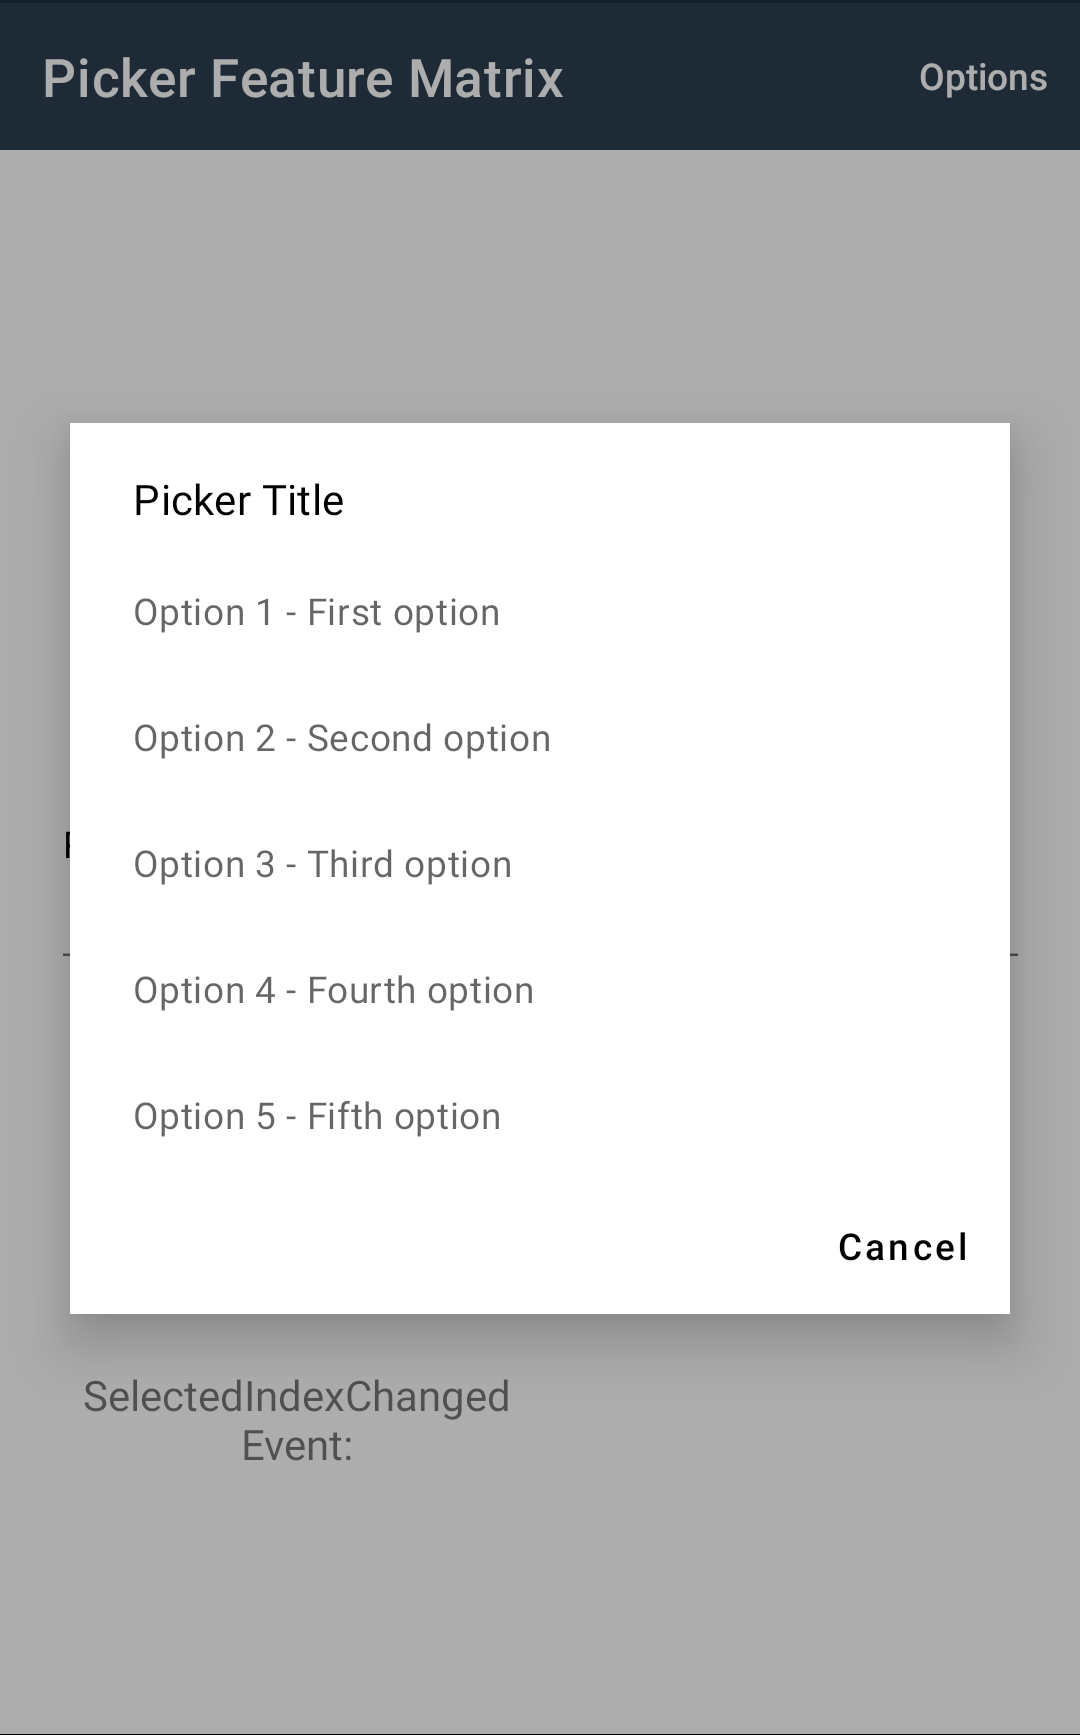 Picker Feature Matrix
Options
Picker Title
Option 1 - First option
Option 2 - Second option
Option 3 - Third option
Option 4 - Fourth option
Option 5 - Fifth option
Cancel
SelectedIndexChanged
Event: